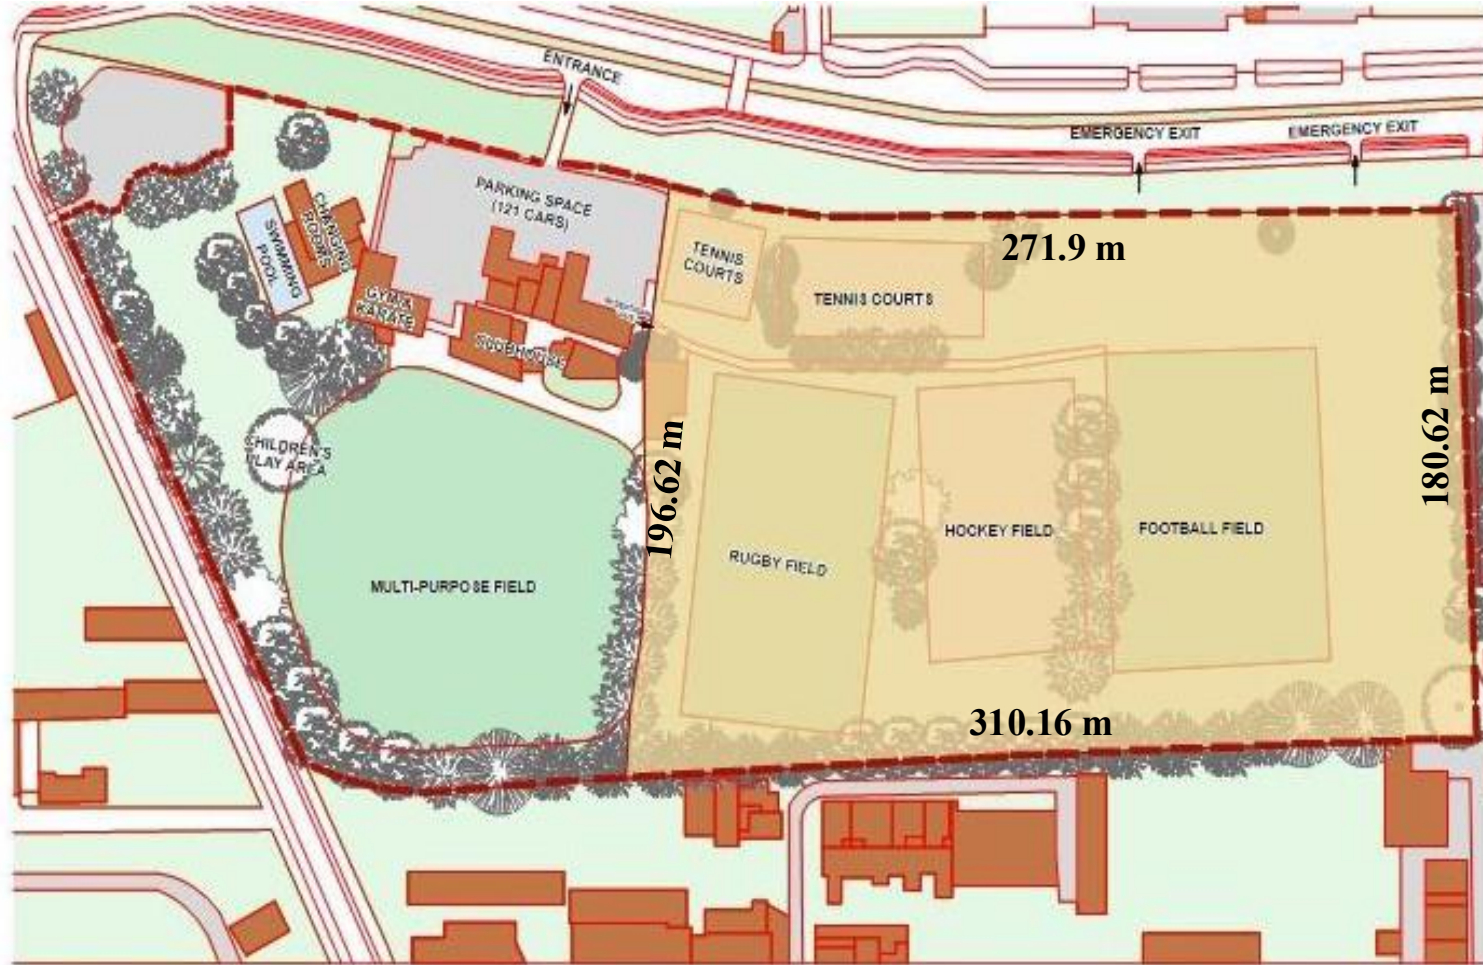 ENTRANCE
EMERGENCY EXIT
EMERGENCY EXIT
PARKING SPACE
(121 CARS)
CHANGING
ROOMS
SWIMMING
POOL
TENNIS
COURTS
271.9 m
TENNIS COURTS
GYM &
KARATE
CLUBHOUSE
180.62 m
CHILDREN'S
PLAY AREA
196.62 m
HOCKEY FIELD
FOOTBALL FIELD
RUGBY FIELD
MULTI-PURPOSE FIELD
310.16 m